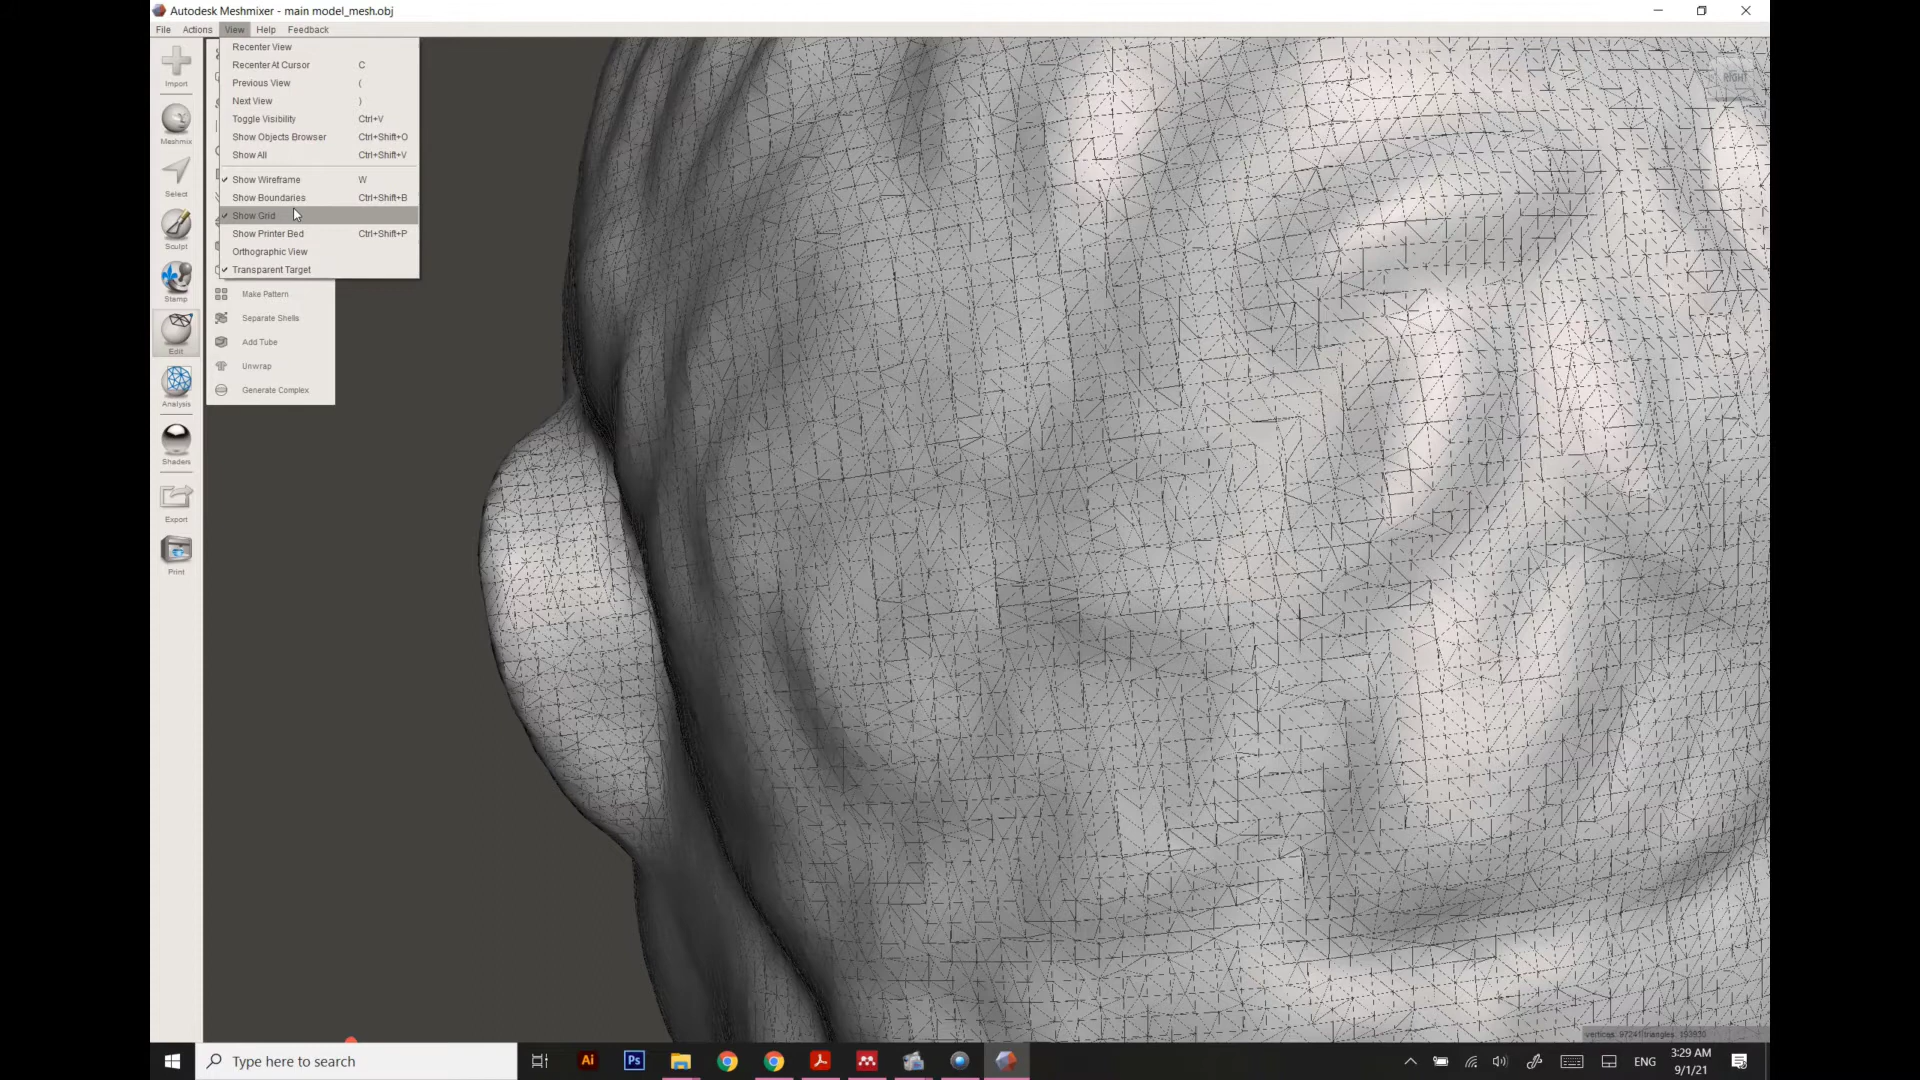 Autodesk Meshmixer - main model_mesh.obj
File Actions View Help Feedback
Recenter View
Recenter At Cursor C
Previous View (
Next View )
Toggle Visibility Ctrl+V
Show Objects Browser Ctrl+Shift+O
Show All Ctrl+Shift+V
Show Wireframe W
Show Boundaries Ctrl+Shift+B
Show Grid
Show Printer Bed Ctrl+Shift+P
Orthographic View
Transparent Target
Make Pattern
Separate Shells
Add Tube
Unwrap
Generate Complex
Import
Meshmix
Select
Sculpt
Stamp
Edit
Analysis
Shaders
Export
Print
RIGHT
vertices: 97241 triangles: 193930
Type here to search
Ai
Ps
ENG
3:29 AM
9/1/21